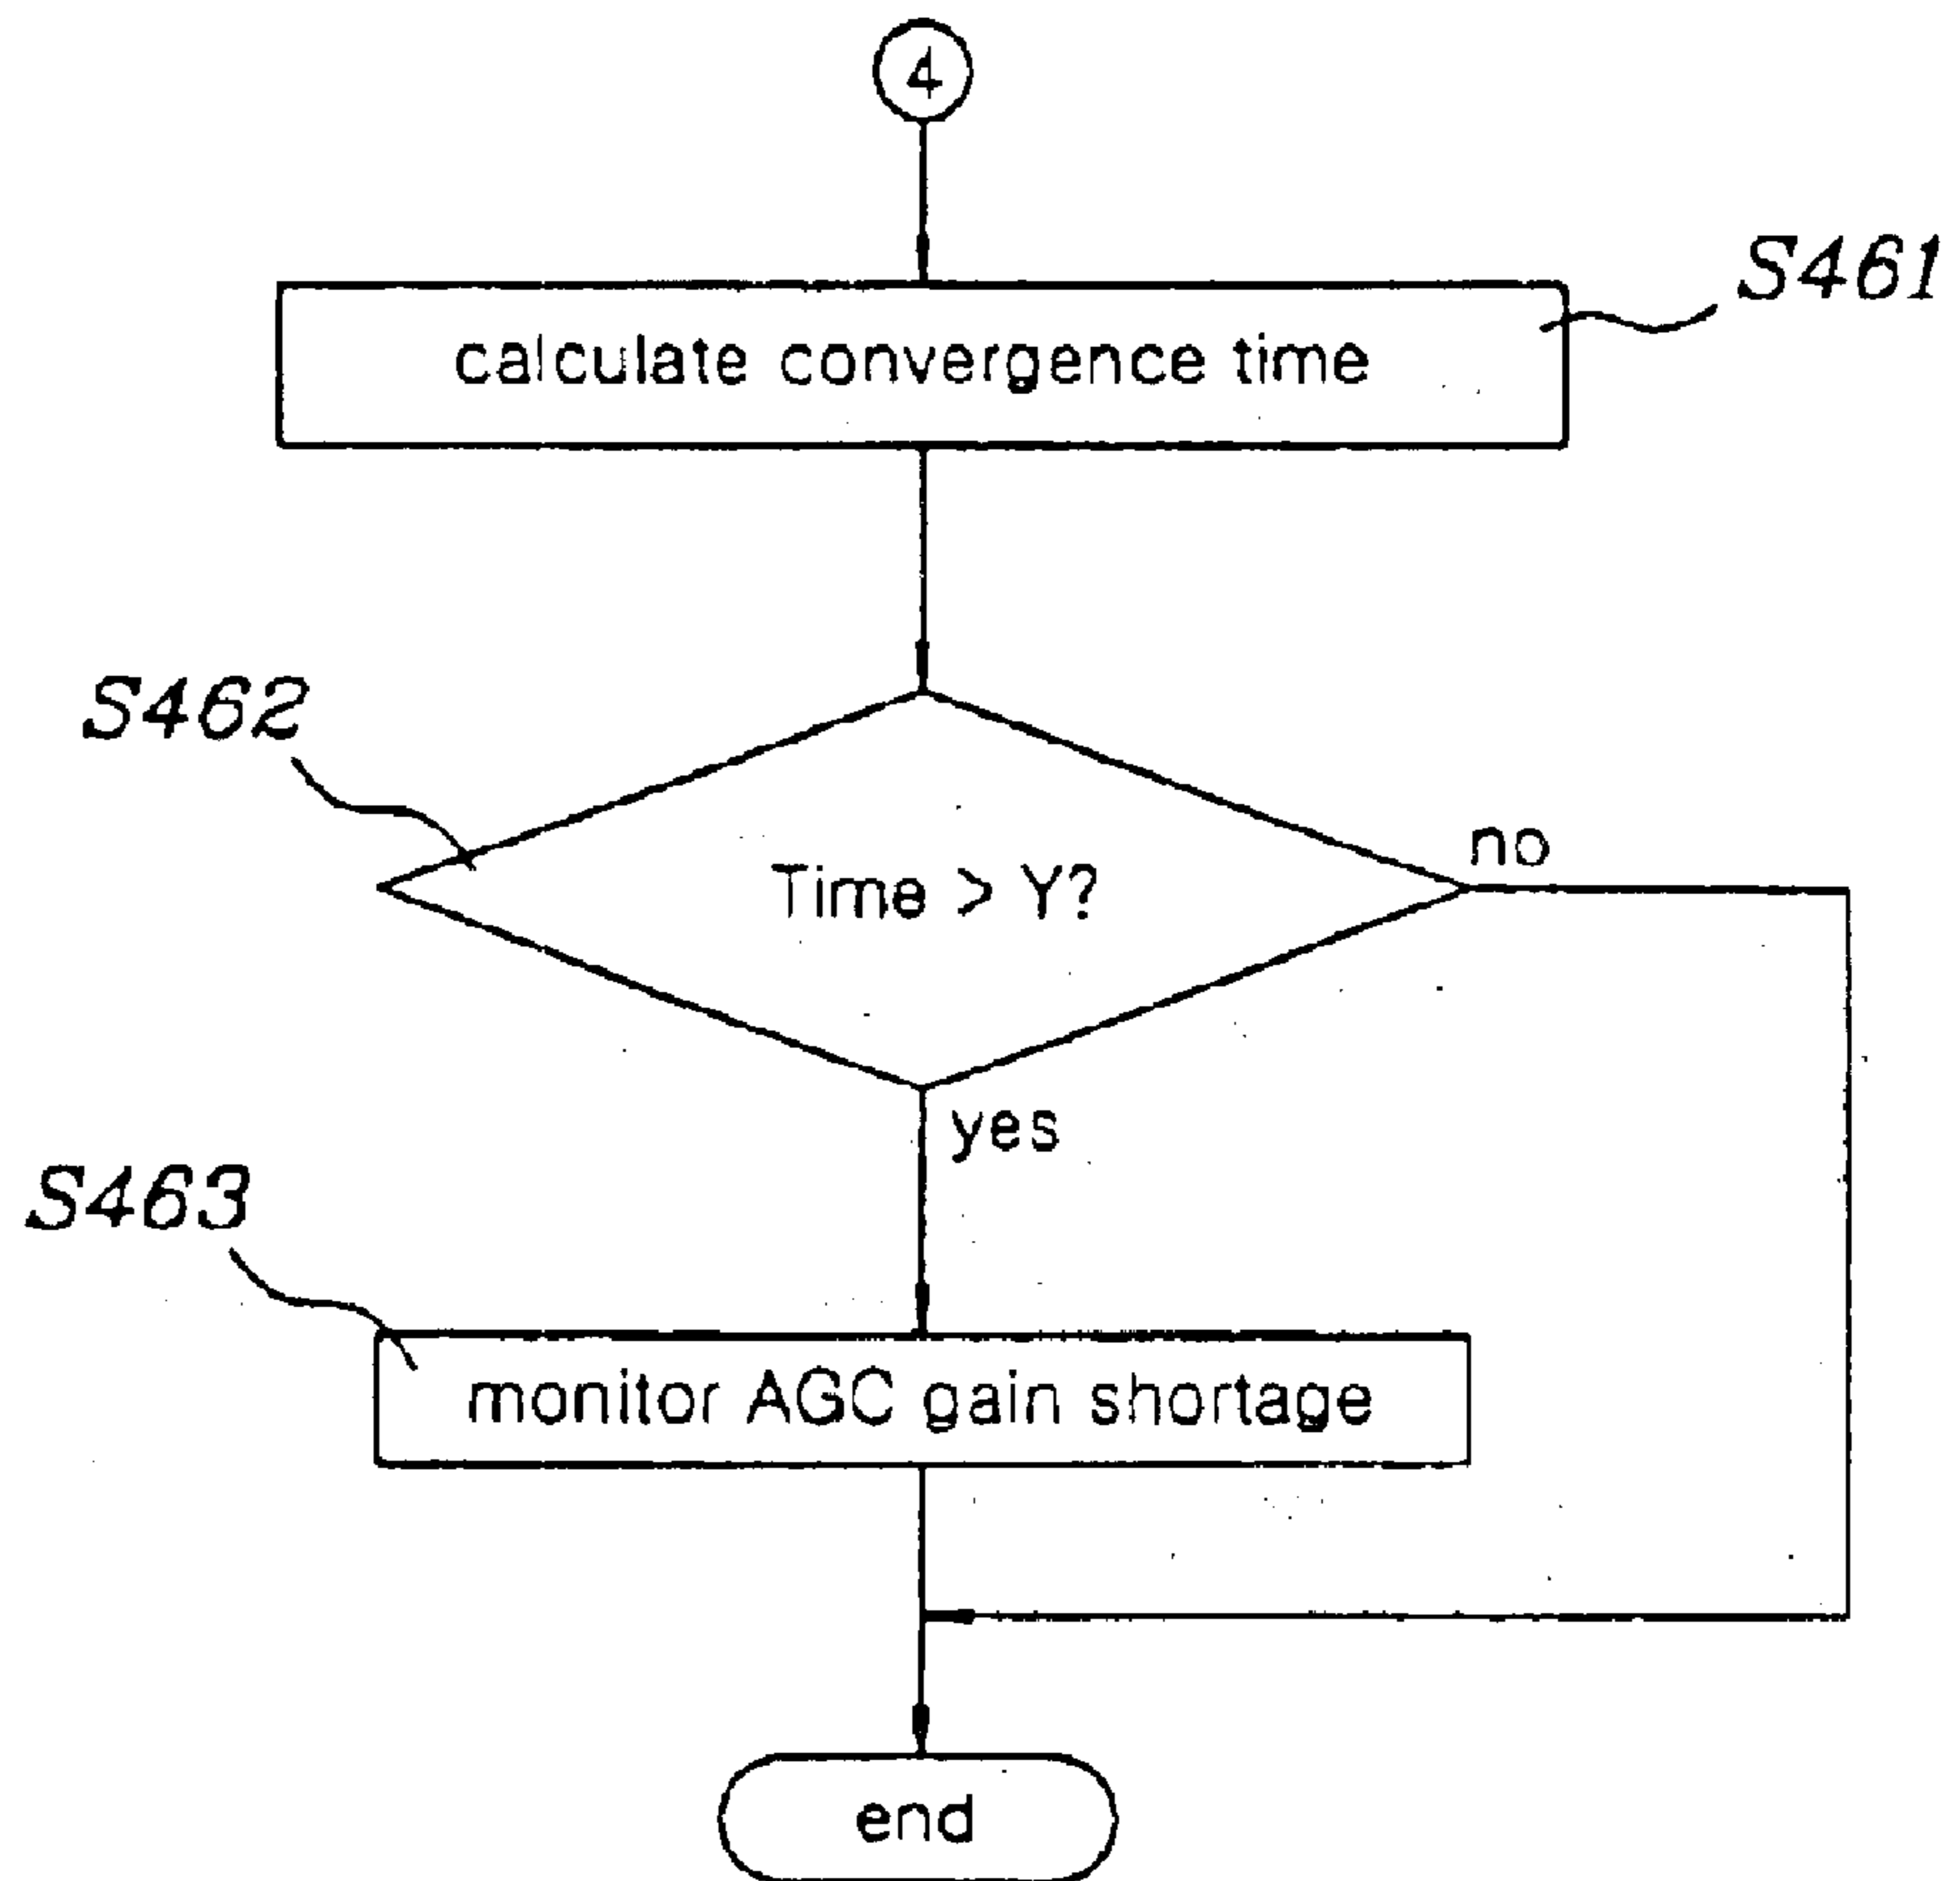 4
S461
calculate convergence time
S462
no
Time > Y?
yes
S463
monitor AGC gain shortage
end